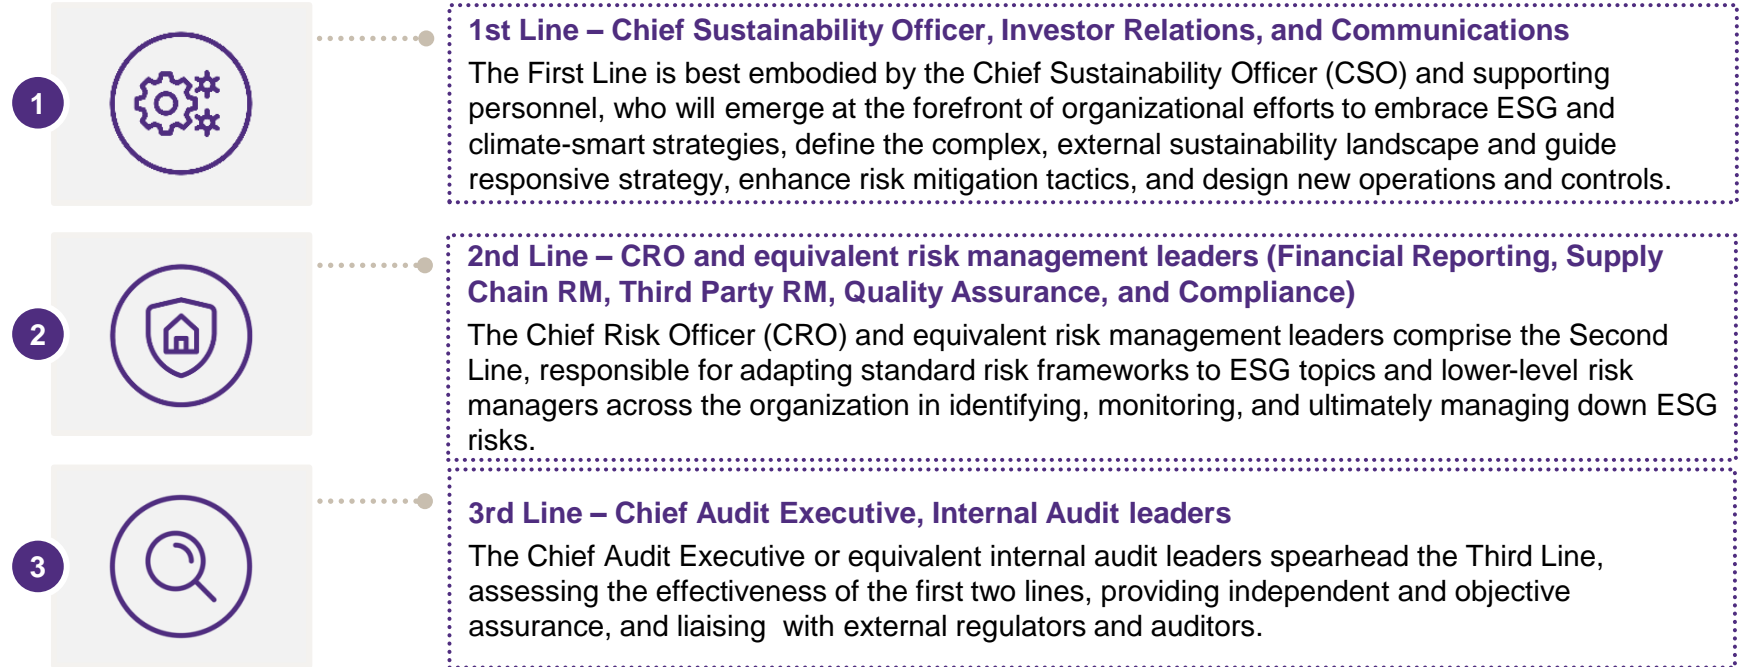 1
1st Line – Chief Sustainability Officer, Investor Relations, and Communications
The First Line is best embodied by the Chief Sustainability Officer (CSO) and supporting
personnel, who will emerge at the forefront of organizational efforts to embrace ESG and
climate-smart strategies, define the complex, external sustainability landscape and guide
responsive strategy, enhance risk mitigation tactics, and design new operations and controls.
2
2nd Line – CRO and equivalent risk management leaders (Financial Reporting, Supply
Chain RM, Third Party RM, Quality Assurance, and Compliance)
The Chief Risk Officer (CRO) and equivalent risk management leaders comprise the Second
Line, responsible for adapting standard risk frameworks to ESG topics and lower-level risk
managers across the organization in identifying, monitoring, and ultimately managing down ESG
risks.
3
3rd Line – Chief Audit Executive, Internal Audit leaders
The Chief Audit Executive or equivalent internal audit leaders spearhead the Third Line,
assessing the effectiveness of the first two lines, providing independent and objective
assurance, and liaising  with external regulators and auditors.